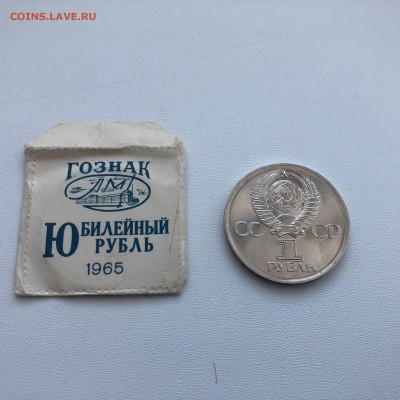 COINS.LAVE.RU
ГОЗНАК
ЛМД
ЮБИЛЕЙНЫЙ
РУБЛЬ
1965
СС СР
1
РУБЛЬ